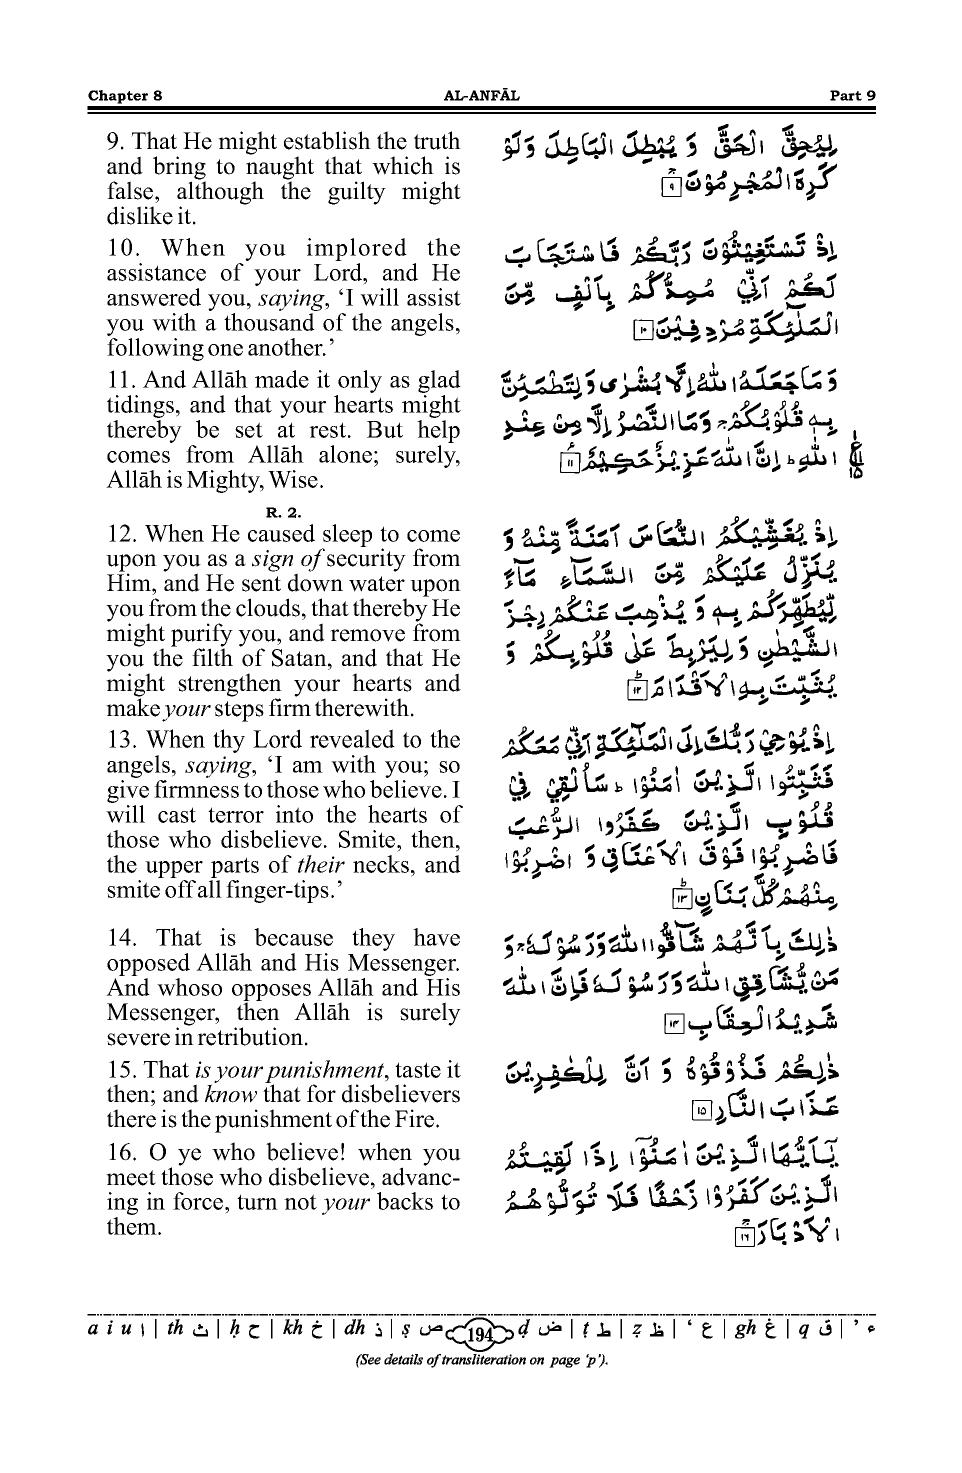 Chapter 8 AL-ANFĀL Part 9
9. That He might establish the truth
and bring to naught that which is
false, although the guilty might
dislike it.
لِيُحِقَّ الْحَقَّ وَ يُبْطِلَ الْبَاطِلَ وَلَوْ
كَرِهَ الْمُجْرِمُوْنَ ۚ ۹
10. When you implored the
assistance of your Lord, and He
answered you, saying, ‘I will assist
you with a thousand of the angels,
following one another.’
اِذْ تَسْتَغِيْثُوْنَ رَبَّكُمْ فَاسْتَجَابَ
لَكُمْ اَنِّيْ مُمِدُّكُمْ بِاَلْفٍ مِّنَ
الْمَلٰٓئِكَةِ مُرْدِفِيْنَ ۱۰
11. And Allāh made it only as glad
tidings, and that your hearts might
thereby be set at rest. But help
comes from Allāh alone; surely,
Allāh is Mighty, Wise.
وَمَا جَعَلَهُ اللّٰهُ اِلَّا بُشْرٰى وَلِتَطْمَئِنَّ
بِهٖ قُلُوْبُكُمْ ۚ وَمَا النَّصْرُ اِلَّا مِنْ عِنْدِ
اللّٰهِ ؕ اِنَّ اللّٰهَ عَزِيْزٌ حَكِيْمٌ ۱۱
R. 2.
12. When He caused sleep to come
upon you as a sign of security from
Him, and He sent down water upon
you from the clouds, that thereby He
might purify you, and remove from
you the filth of Satan, and that He
might strengthen your hearts and
make your steps firm therewith.
اِذْ يُغَشِّيْكُمُ النُّعَاسَ اَمَنَةً مِّنْهُ وَ
يُنَزِّلُ عَلَيْكُمْ مِّنَ السَّمَآءِ مَآءً
لِّيُطَهِّرَكُمْ بِهٖ وَ يُذْهِبَ عَنْكُمْ رِجْزَ
الشَّيْطٰنِ وَ لِيَرْبِطَ عَلٰى قُلُوْبِكُمْ وَ
يُثَبِّتَ بِهِ الْاَقْدَامَ ؕ ۱۲
13. When thy Lord revealed to the
angels, saying, ‘I am with you; so
give firmness to those who believe. I
will cast terror into the hearts of
those who disbelieve. Smite, then,
the upper parts of their necks, and
smite off all finger-tips.’
اِذْ يُوْحِيْ رَبُّكَ اِلَى الْمَلٰٓئِكَةِ اَنِّيْ مَعَكُمْ
فَثَبِّتُوا الَّذِيْنَ اٰمَنُوْا ؕ سَاُلْقِيْ فِيْ
قُلُوْبِ الَّذِيْنَ كَفَرُوا الرُّعْبَ
فَاضْرِبُوْا فَوْقَ الْاَعْنَاقِ وَ اضْرِبُوْا
مِنْهُمْ كُلَّ بَنَانٍ ؕ ۱۳
14. That is because they have
opposed Allāh and His Messenger.
And whoso opposes Allāh and His
Messenger, then Allāh is surely
severe in retribution.
ذٰلِكَ بِاَنَّهُمْ شَآقُّوا اللّٰهَ وَرَسُوْلَهٗ ۚ وَ
مَنْ يُّشَاقِقِ اللّٰهَ وَرَسُوْلَهٗ فَاِنَّ اللّٰهَ
شَدِيْدُ الْعِقَابِ ۱۴
15. That is your punishment, taste it
then; and know that for disbelievers
there is the punishment of the Fire.
ذٰلِكُمْ فَذُوْقُوْهُ وَ اَنَّ لِلْكٰفِرِيْنَ
عَذَابَ النَّارِ ۱۵
16. O ye who believe! when you
meet those who disbelieve, advanc-
ing in force, turn not your backs to
them.
يٰٓاَيُّهَا الَّذِيْنَ اٰمَنُوْٓا اِذَا لَقِيْتُمُ
الَّذِيْنَ كَفَرُوْا زَحْفًا فَلَا تُوَلُّوْهُمُ
الْاَدْبَارَ ۚ ۱۶
a i u ا | th ث | ḥ ح | kh خ | dh ذ | ṣ ص 194 ḍ ض | ṭ ط | ẓ ظ | ‘ ع | gh غ | q ق | ’ ء
(See details of transliteration on page ‘p’).